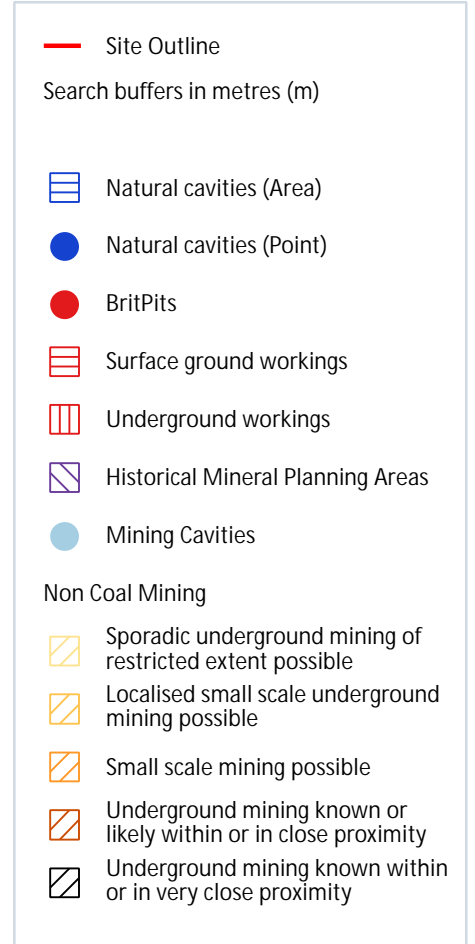 Site Outline
Search buffers in metres (m)
Natural cavities (Area)
Natural cavities (Point)
BritPits
Surface ground workings
Underground workings
Historical Mineral Planning Areas
Mining Cavities
Non Coal Mining
Sporadic underground mining of
restricted extent possible
Localised small scale underground
mining possible
Small scale mining possible
Underground mining known or
likely within or in close proximity
Underground mining known within
or in very close proximity